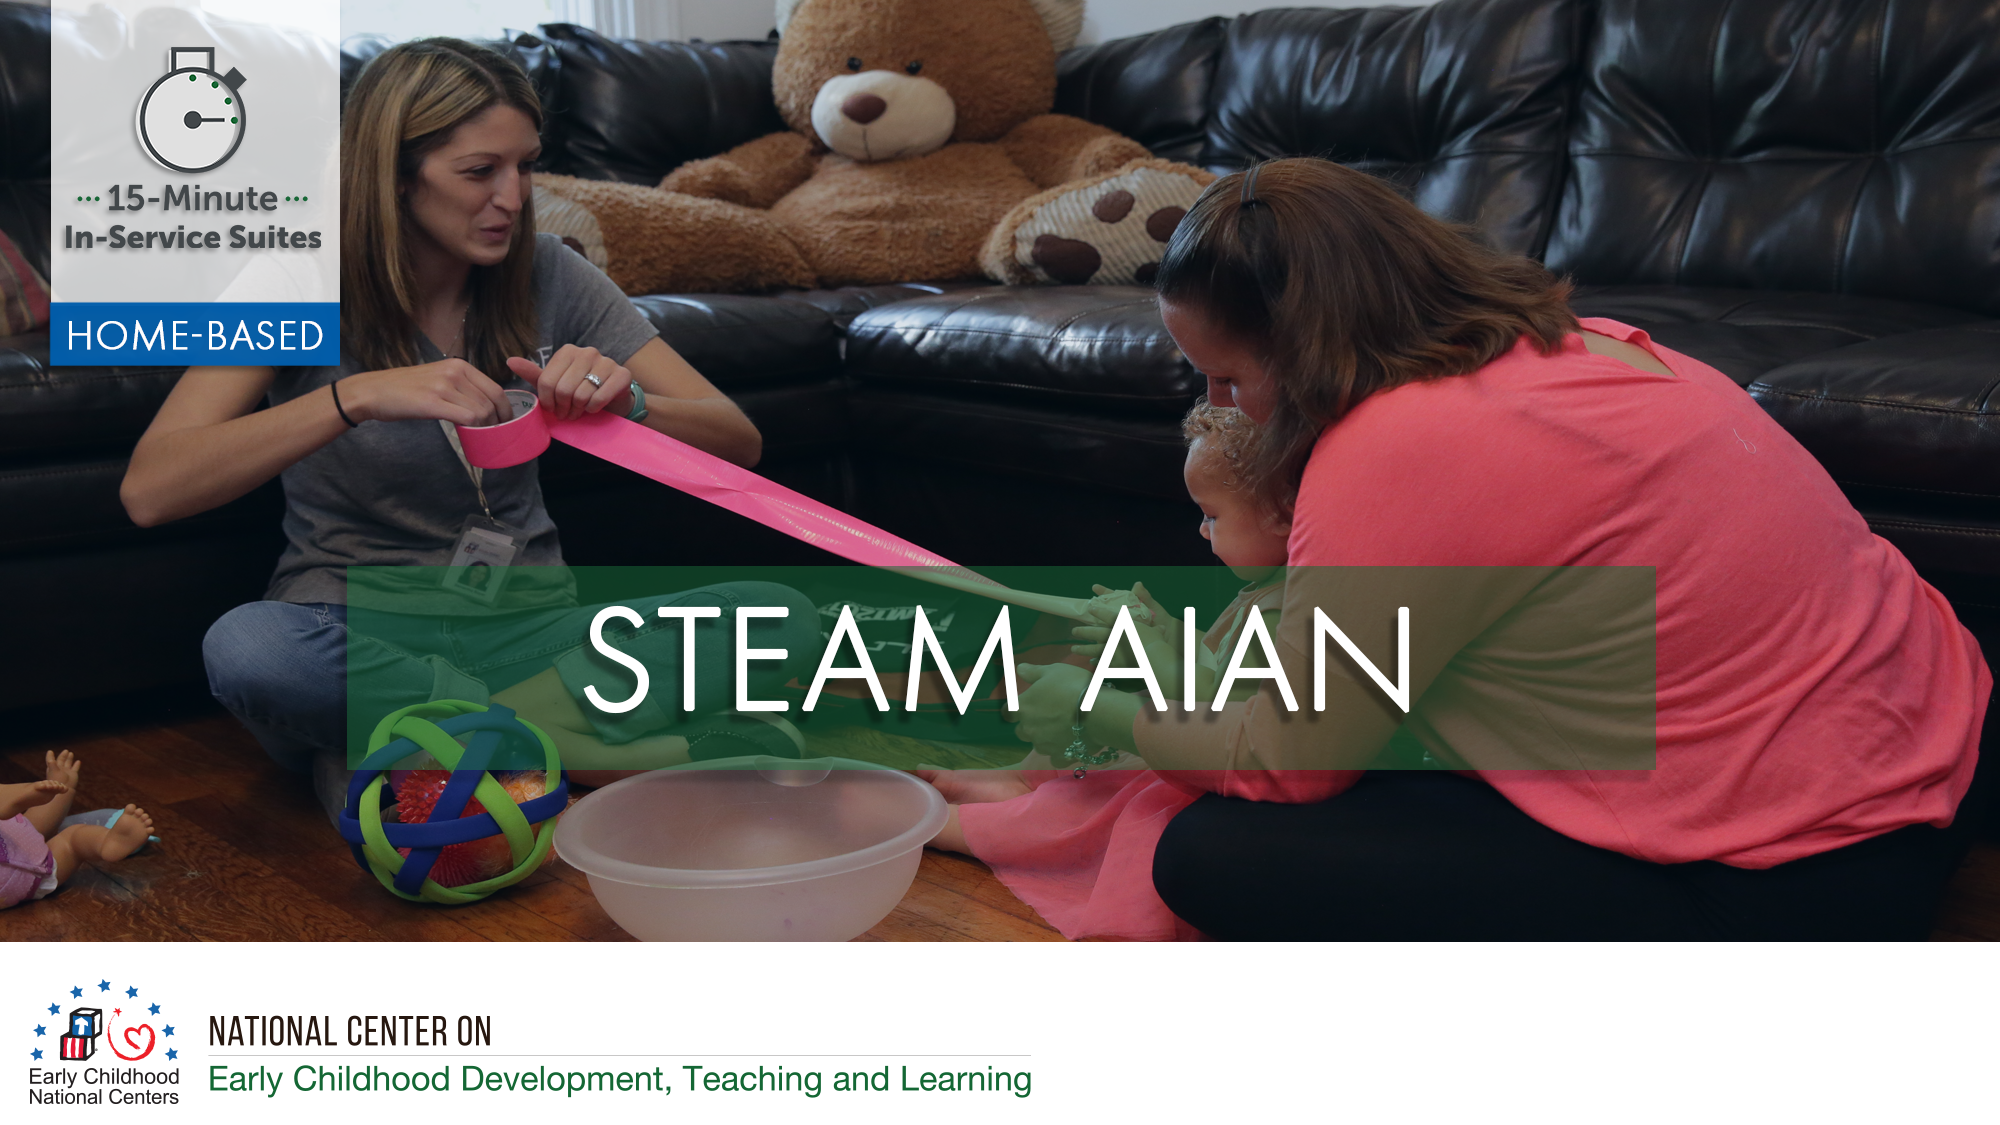 ··· 15-Minute ···
In-Service Suites
HOME-BASED
STEAM AIAN
Early Childhood
National Centers
NATIONAL CENTER ON
Early Childhood Development, Teaching and Learning